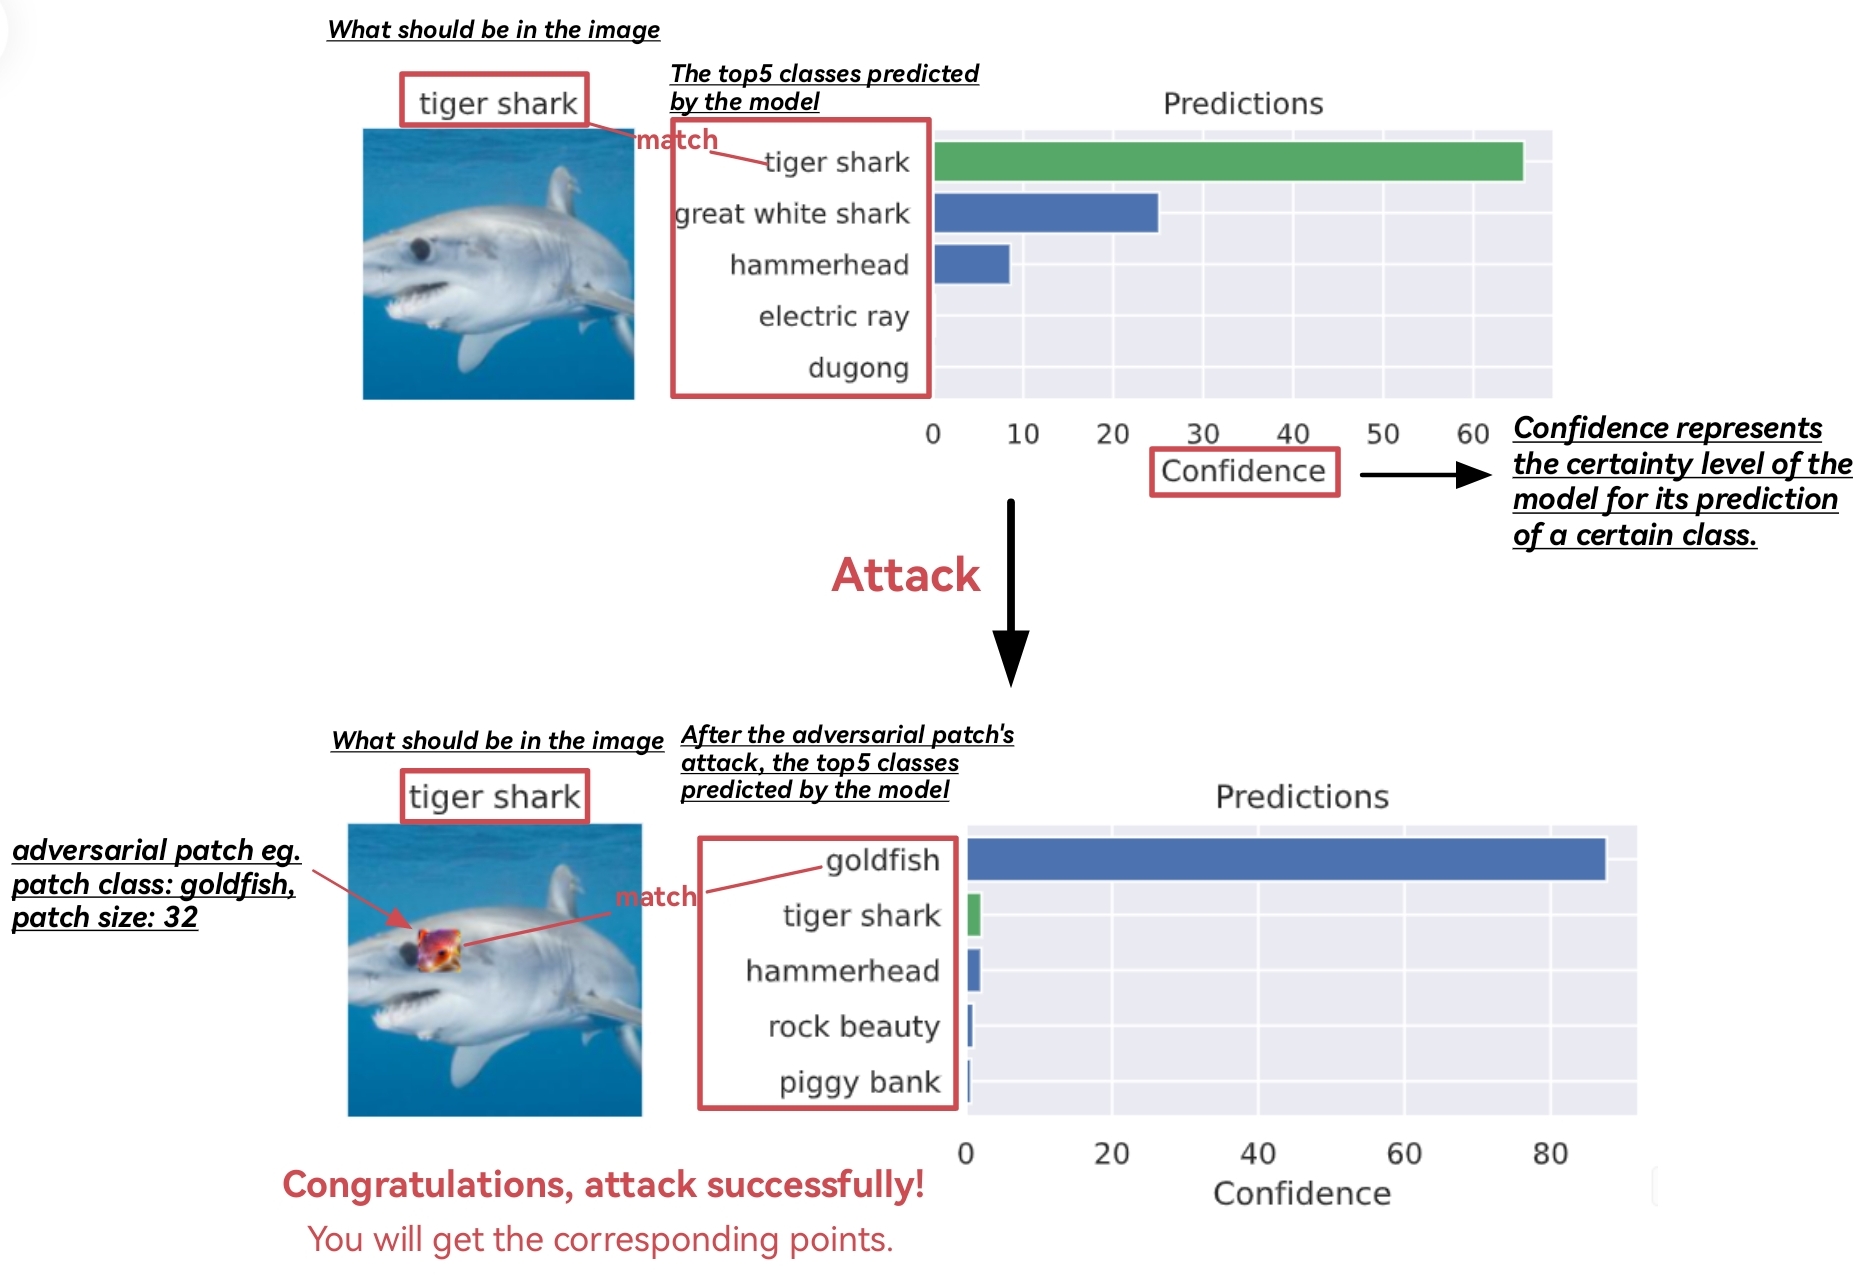 What should be in the image
tiger shark
The top5 classes predicted
by the model
match
Predictions
tiger shark
great white shark
hammerhead
electric ray
dugong
0 10 20 30 40 50 60
Confidence
Confidence represents
the certainty level of the
model for its prediction
of a certain class.
Attack
What should be in the image
tiger shark
After the adversarial patch's
attack, the top5 classes
predicted by the model
Predictions
adversarial patch eg.
patch class: goldfish,
patch size: 32
match
goldfish
tiger shark
hammerhead
rock beauty
piggy bank
0 20 40 60 80
Confidence
Congratulations, attack successfully!
You will get the corresponding points.